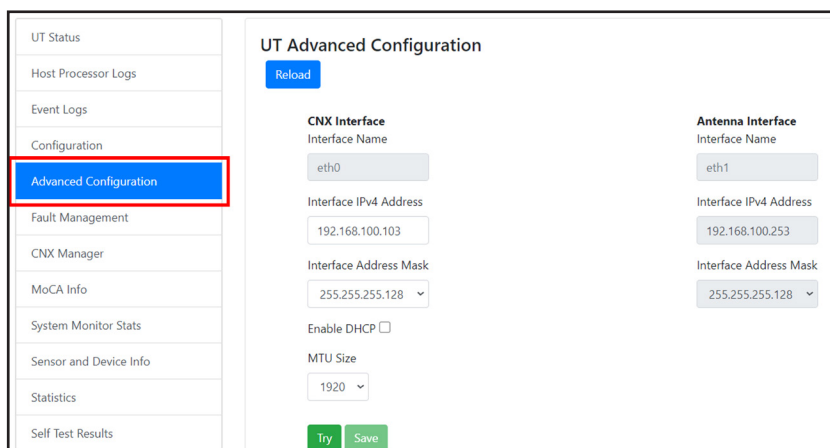 UT Status
Host Processor Logs
Event Logs
Configuration
Advanced Configuration
Fault Management
CNX Manager
MoCA Info
System Monitor Stats
Sensor and Device Info
Statistics
Self Test Results
UT Advanced Configuration
Reload
CNX Interface
Interface Name
eth0
Interface IPv4 Address
192.168.100.103
Interface Address Mask
255.255.255.128
Enable DHCP
MTU Size
1920
Try Save
Antenna Interface
Interface Name
eth1
Interface IPv4 Address
192.168.100.253
Interface Address Mask
255.255.255.128